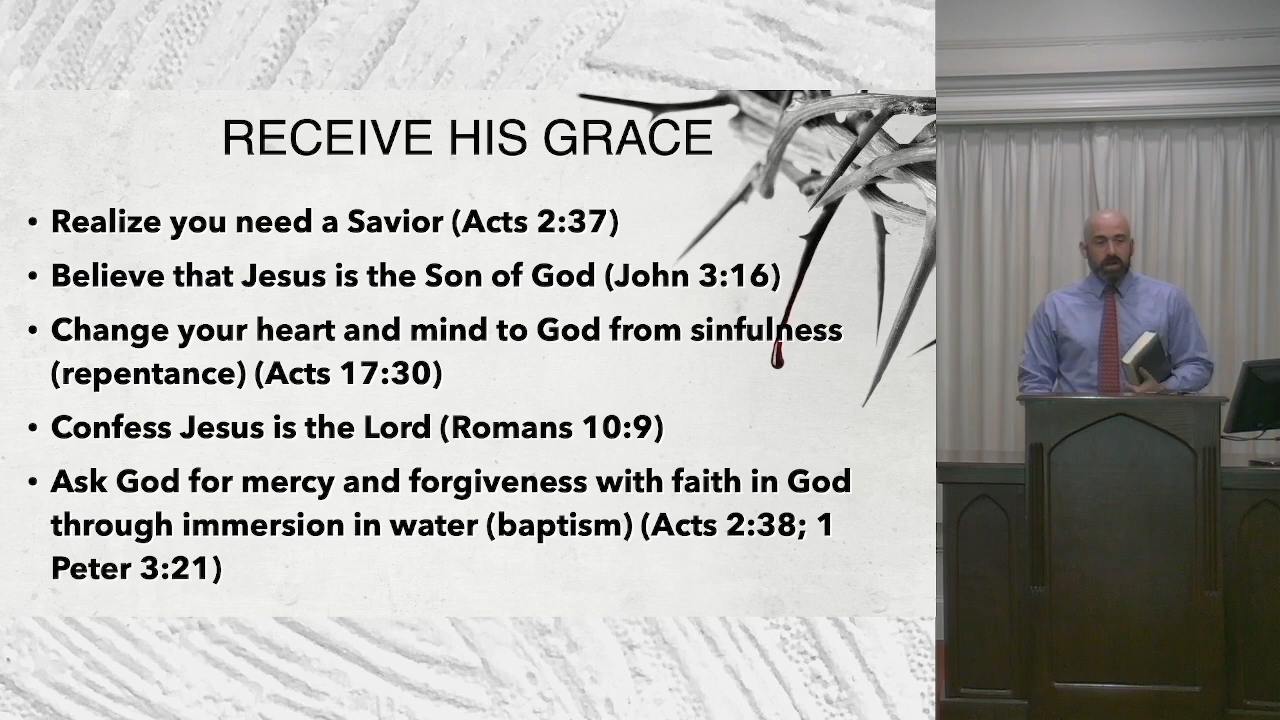 RECEIVE HIS GRACE
• Realize you need a Savior (Acts 2:37)
• Believe that Jesus is the Son of God (John 3:16)
• Change your heart and mind to God from sinfulness
(repentance) (Acts 17:30)
• Confess Jesus is the Lord (Romans 10:9)
• Ask God for mercy and forgiveness with faith in God
through immersion in water (baptism) (Acts 2:38; 1
Peter 3:21)